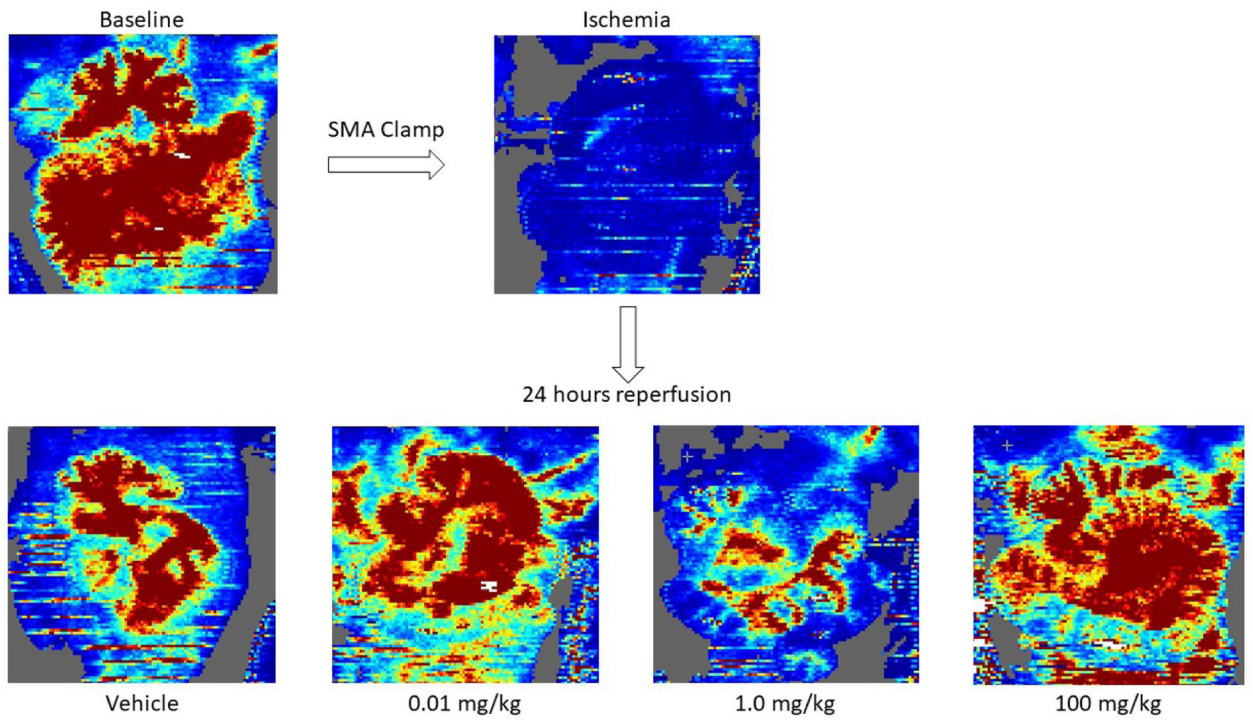 Baseline
Ischemia
SMA Clamp
24 hours reperfusion
Vehicle
0.01 mg/kg
1.0 mg/kg
100 mg/kg